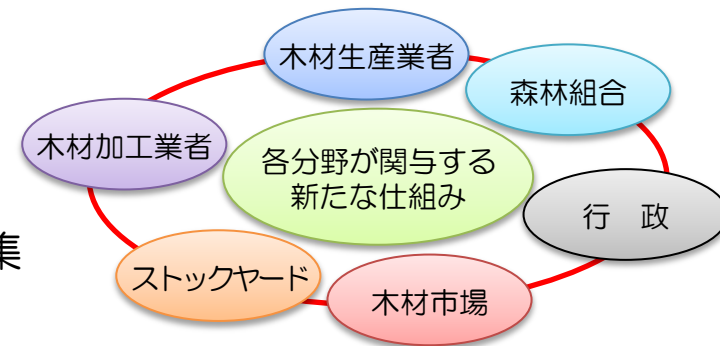 木材生産業者
森林組合
木材加工業者
各分野が関与する
新たな仕組み
行　政
集
ストックヤード
木材市場